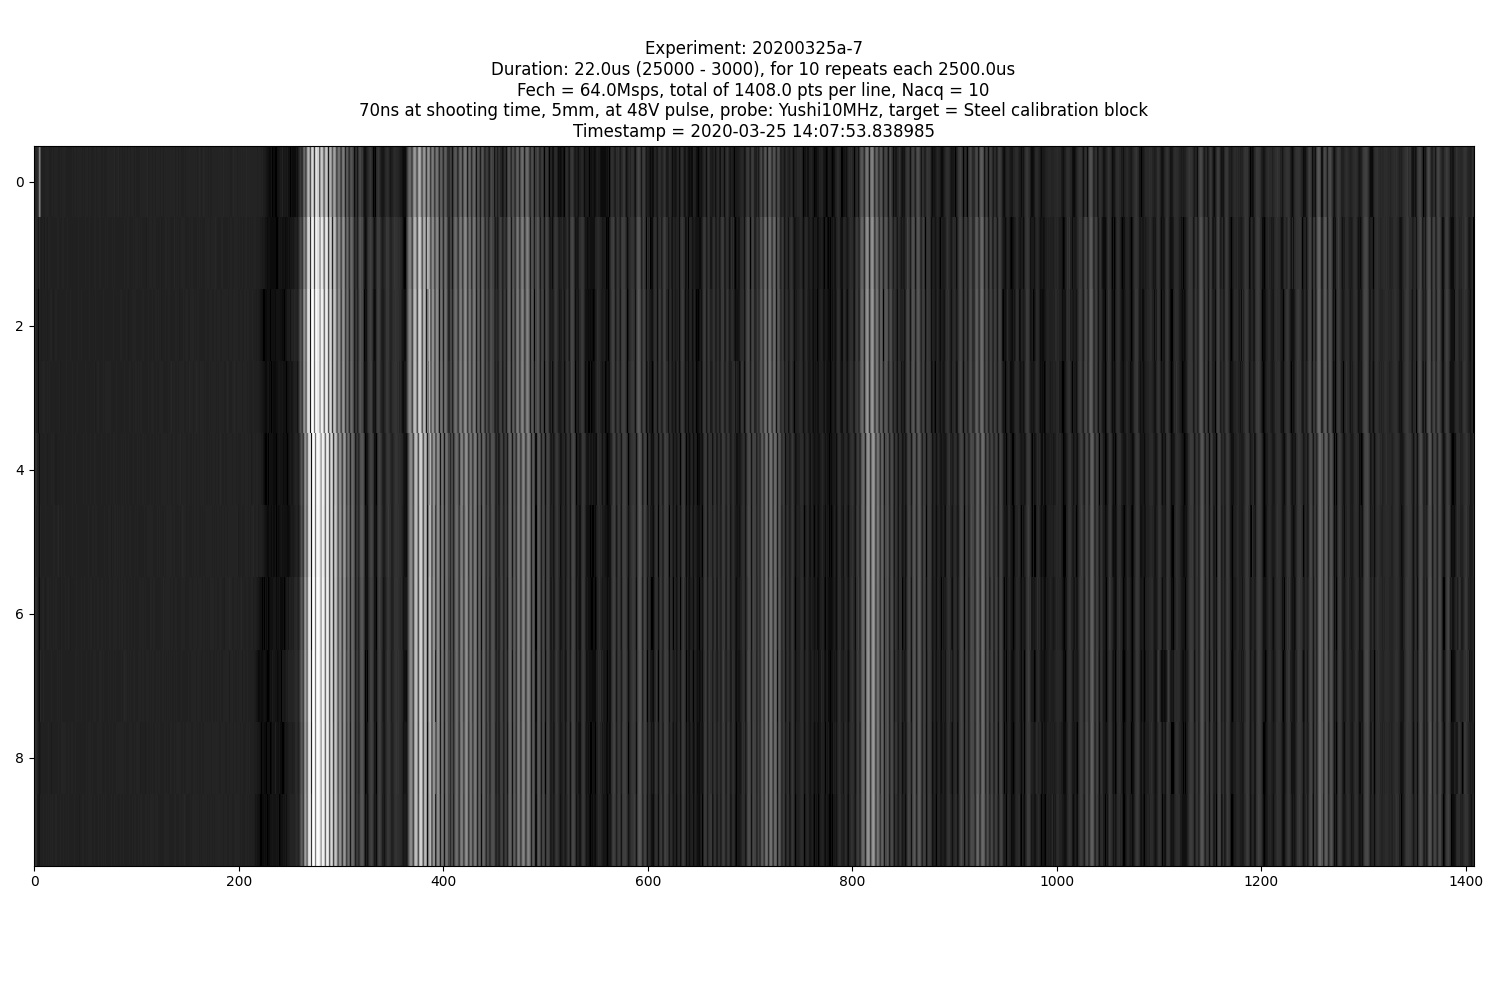 Experiment: 20200325a-7
Duration: 22.0us (25000 - 3000), for 10 repeats each 2500.0us
Fech = 64.0Msps, total of 1408.0 pts per line, Nacq = 10
70ns at shooting time, 5mm, at 48V pulse, probe: Yushi10MHz, target = Steel calibration block
Timestamp = 2020-03-25 14:07:53.838985
0
2
4
6
8
0 200 400 600 800 1000 1200 1400